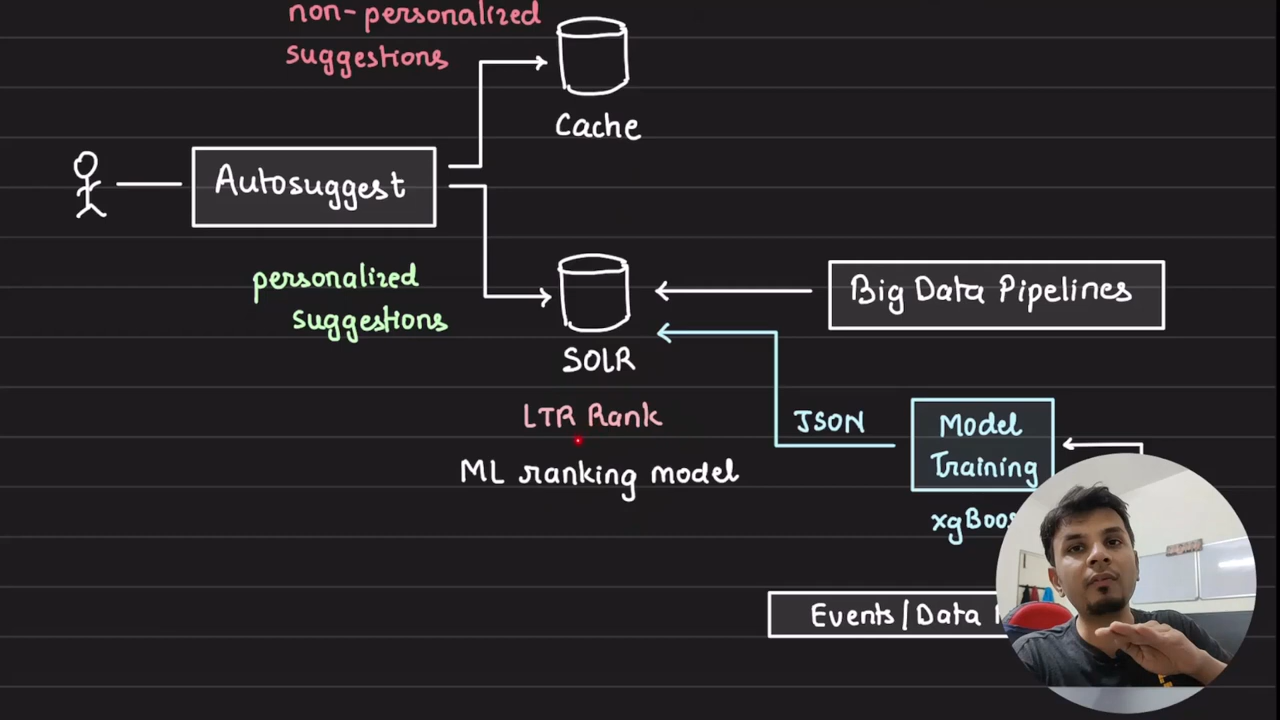 non-personalized
suggestions
Cache
Autosuggest
personalized
suggestions
SOLR
Big Data Pipelines
LTR Rank
ML ranking model
JSON
Model
Training
Events/Data